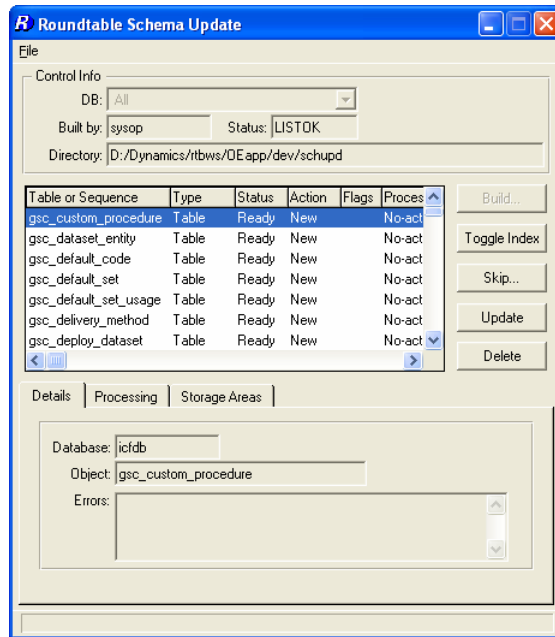 R Roundtable Schema Update
File
Control Info
DB: All
Built by: sysop Status: LISTOK
Directory: D:/Dynamics/rtbws/OEapp/dev/schupd
Table or Sequence Type Status Action Flags Proces
gsc_custom_procedure Table Ready New No-act
gsc_dataset_entity Table Ready New No-act
gsc_default_code Table Ready New No-act
gsc_default_set Table Ready New No-act
gsc_default_set_usage Table Ready New No-act
gsc_delivery_method Table Ready New No-act
gsc_deploy_dataset Table Ready New No-act
Build...
Toggle Index
Skip...
Update
Delete
Details Processing Storage Areas
Database: icfdb
Object: gsc_custom_procedure
Errors: